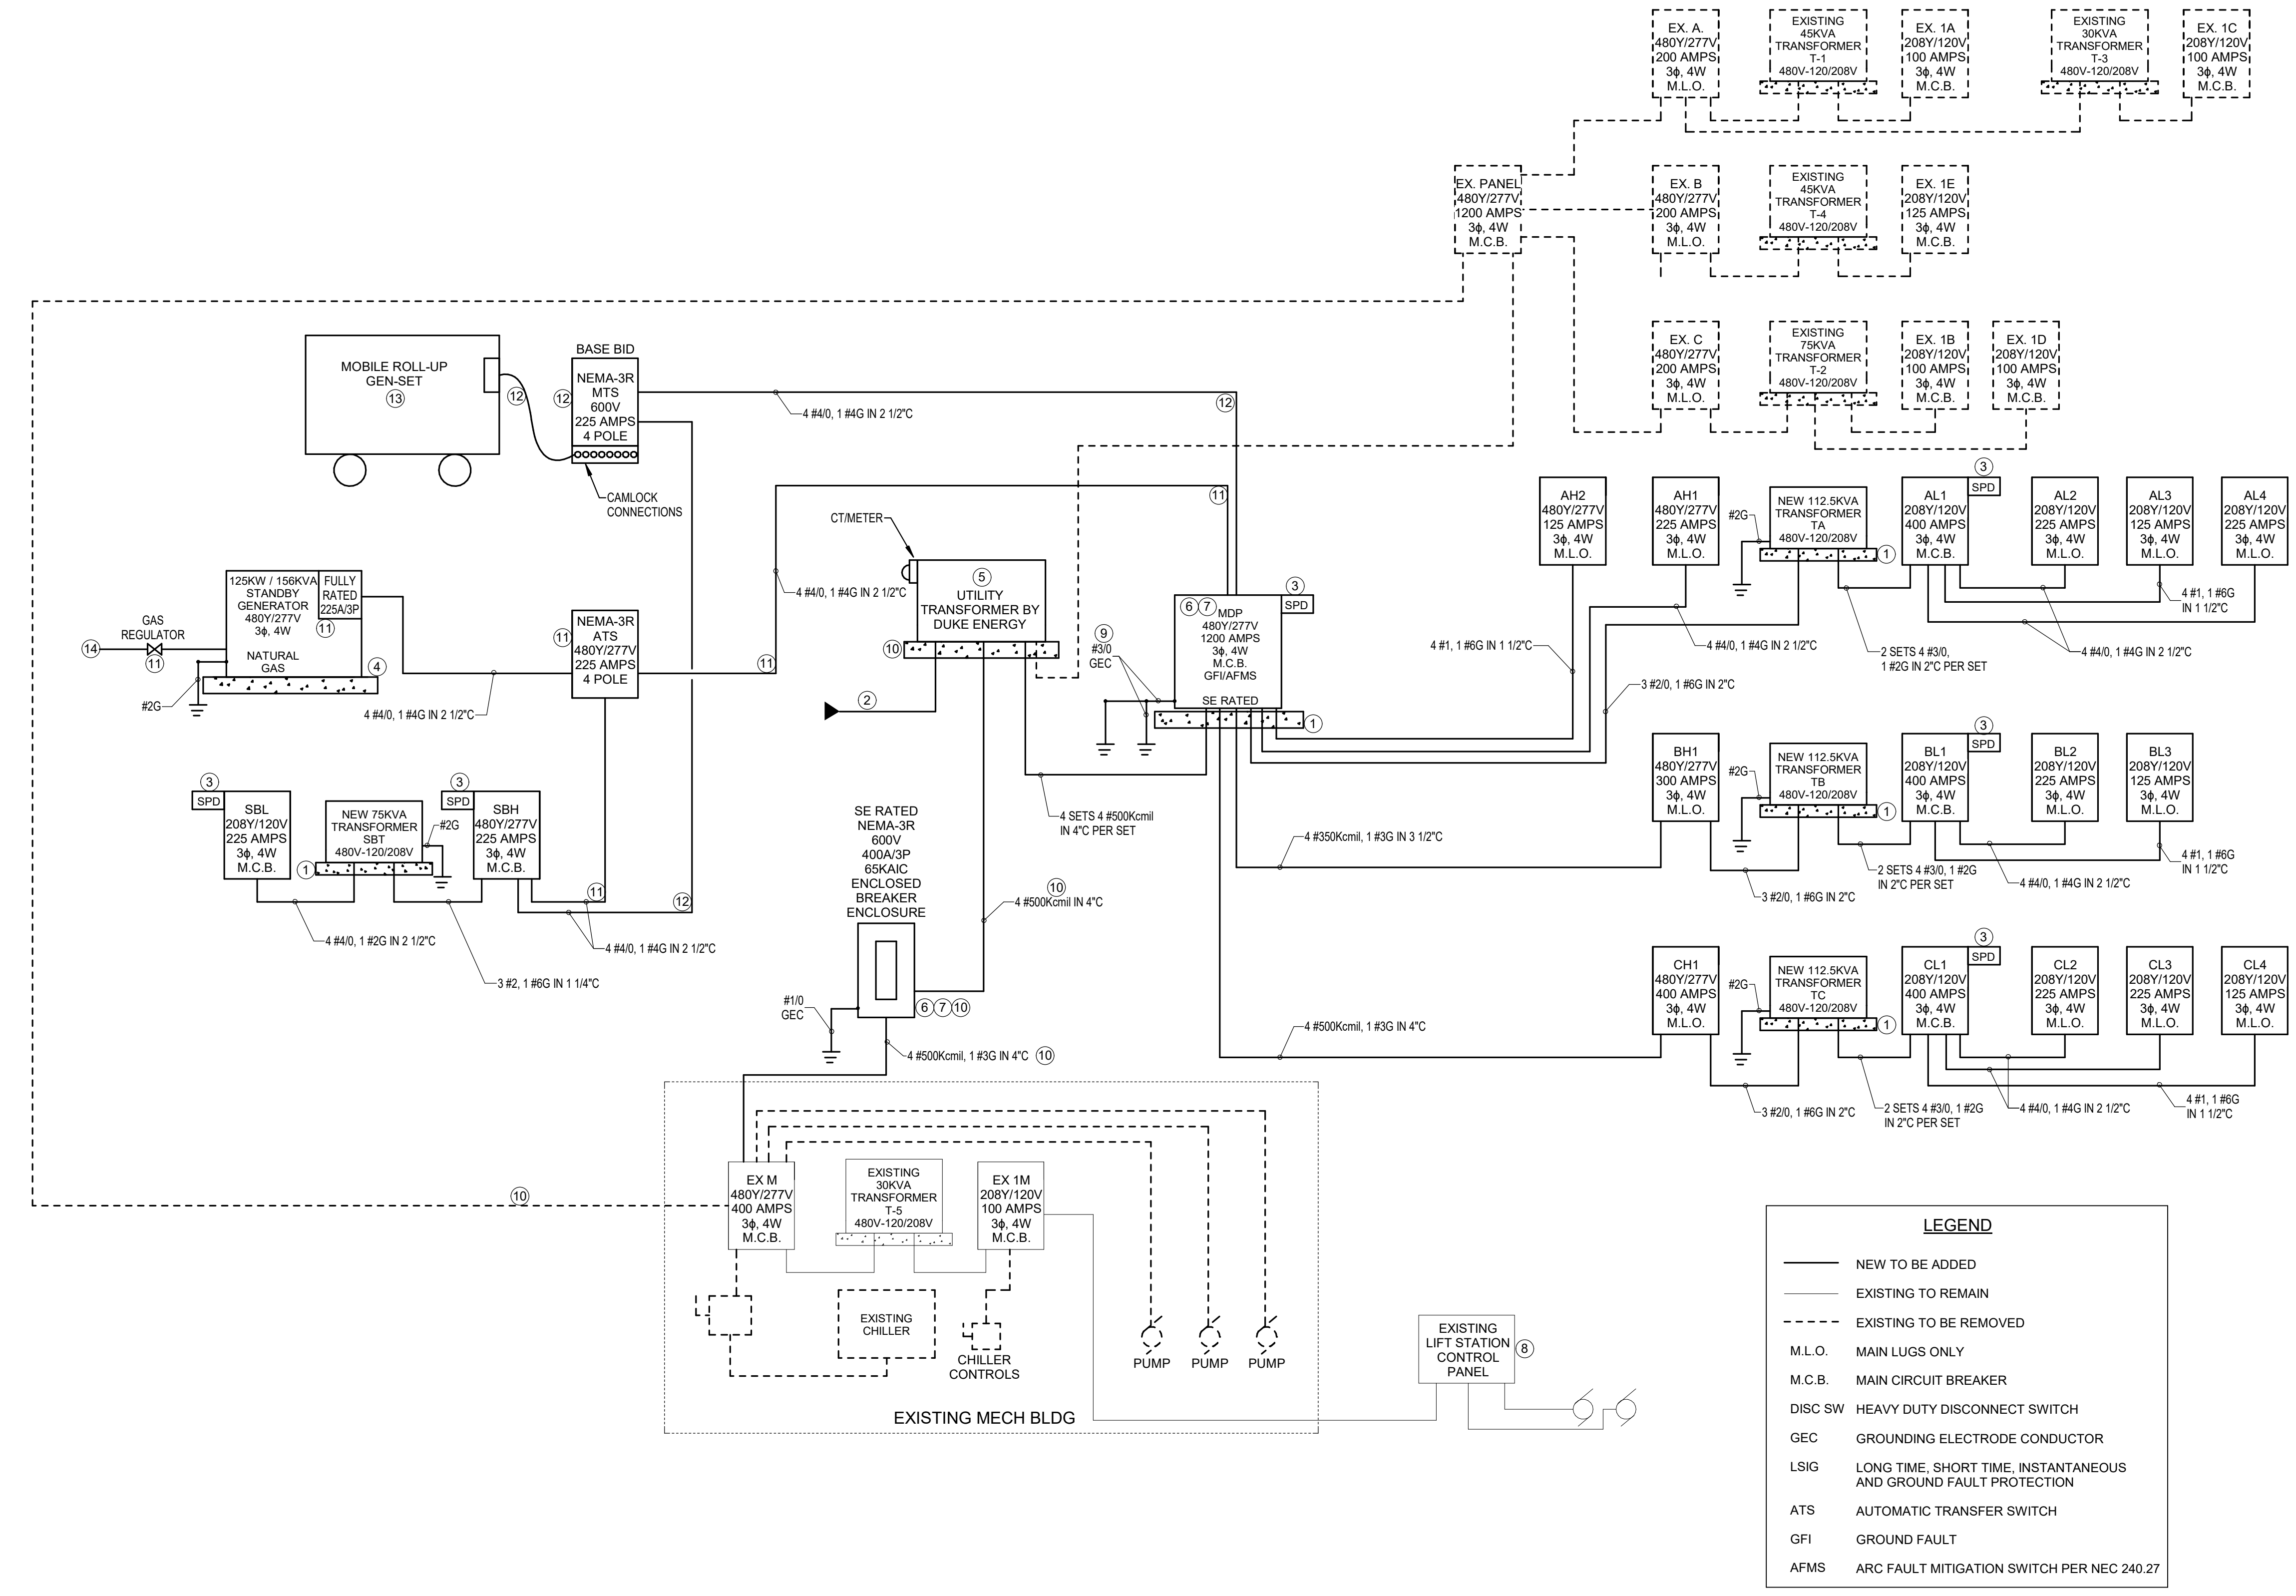 EX. A.
480Y/277V
200 AMPS
3ϕ, 4W
M.L.O.
EXISTING
45KVA
TRANSFORMER
T-1
480V-120/208V
EX. 1A
208Y/120V
100 AMPS
3ϕ, 4W
M.C.B.
EXISTING
30KVA
TRANSFORMER
T-3
480V-120/208V
EX. 1C
208Y/120V
100 AMPS
3ϕ, 4W
M.C.B.
EX. PANEL
480Y/277V
1200 AMPS
3ϕ, 4W
M.C.B.
EX. B
480Y/277V
200 AMPS
3ϕ, 4W
M.L.O.
EXISTING
45KVA
TRANSFORMER
T-4
480V-120/208V
EX. 1E
208Y/120V
125 AMPS
3ϕ, 4W
M.C.B.
EX. C
480Y/277V
200 AMPS
3ϕ, 4W
M.L.O.
EXISTING
75KVA
TRANSFORMER
T-2
480V-120/208V
EX. 1B
208Y/120V
100 AMPS
3ϕ, 4W
M.C.B.
EX. 1D
208Y/120V
100 AMPS
3ϕ, 4W
M.C.B.
MOBILE ROLL-UP
GEN-SET
13
12
BASE BID
12
NEMA-3R
MTS
600V
225 AMPS
4 POLE
CAMLOCK
CONNECTIONS
4 #4/0, 1 #4G IN 2 1/2"C
12
11
4 #4/0, 1 #4G IN 2 1/2"C
CT/METER
5
UTILITY
TRANSFORMER BY
DUKE ENERGY
10
2
GAS
REGULATOR
14
11
125KW / 156KVA
STANDBY
GENERATOR
480Y/277V
3ϕ, 4W
NATURAL
GAS
FULLY
RATED
225A/3P
11
4
#2G
4 #4/0, 1 #4G IN 2 1/2"C
11
NEMA-3R
ATS
480Y/277V
225 AMPS
4 POLE
11
6
7
MDP
480Y/277V
1200 AMPS
3ϕ, 4W
M.C.B.
GFI/AFMS
SE RATED
3
SPD
1
9
#3/0
GEC
4 SETS 4 #500Kcmil
IN 4"C PER SET
AH2
480Y/277V
125 AMPS
3ϕ, 4W
M.L.O.
AH1
480Y/277V
225 AMPS
3ϕ, 4W
M.L.O.
#2G
NEW 112.5KVA
TRANSFORMER
TA
480V-120/208V
1
AL1
208Y/120V
400 AMPS
3ϕ, 4W
M.C.B.
3
SPD
AL2
208Y/120V
225 AMPS
3ϕ, 4W
M.L.O.
AL3
208Y/120V
125 AMPS
3ϕ, 4W
M.L.O.
AL4
208Y/120V
225 AMPS
3ϕ, 4W
M.L.O.
4 #1, 1 #6G IN 1 1/2"C
4 #4/0, 1 #4G IN 2 1/2"C
3 #2/0, 1 #6G IN 2"C
2 SETS 4 #3/0,
1 #2G IN 2"C PER SET
4 #4/0, 1 #4G IN 2 1/2"C
4 #1, 1 #6G
IN 1 1/2"C
BH1
480Y/277V
300 AMPS
3ϕ, 4W
M.L.O.
#2G
NEW 112.5KVA
TRANSFORMER
TB
480V-120/208V
1
BL1
208Y/120V
400 AMPS
3ϕ, 4W
M.C.B.
3
SPD
BL2
208Y/120V
225 AMPS
3ϕ, 4W
M.L.O.
BL3
208Y/120V
125 AMPS
3ϕ, 4W
M.L.O.
4 #350Kcmil, 1 #3G IN 3 1/2"C
3 #2/0, 1 #6G IN 2"C
2 SETS 4 #3/0, 1 #2G
IN 2"C PER SET
4 #4/0, 1 #4G IN 2 1/2"C
4 #1, 1 #6G
IN 1 1/2"C
3
SPD
SBL
208Y/120V
225 AMPS
3ϕ, 4W
M.C.B.
NEW 75KVA
TRANSFORMER
SBT
480V-120/208V
1
#2G
3
SPD
SBH
480Y/277V
225 AMPS
3ϕ, 4W
M.C.B.
11
12
4 #4/0, 1 #2G IN 2 1/2"C
4 #4/0, 1 #4G IN 2 1/2"C
3 #2, 1 #6G IN 1 1/4"C
SE RATED
NEMA-3R
600V
400A/3P
65KAIC
ENCLOSED
BREAKER
ENCLOSURE
10
4 #500Kcmil IN 4"C
#1/0
GEC
6
7
10
4 #500Kcmil, 1 #3G IN 4"C
10
CH1
480Y/277V
400 AMPS
3ϕ, 4W
M.L.O.
#2G
NEW 112.5KVA
TRANSFORMER
TC
480V-120/208V
1
CL1
208Y/120V
400 AMPS
3ϕ, 4W
M.C.B.
3
SPD
CL2
208Y/120V
225 AMPS
3ϕ, 4W
M.L.O.
CL3
208Y/120V
225 AMPS
3ϕ, 4W
M.L.O.
CL4
208Y/120V
125 AMPS
3ϕ, 4W
M.L.O.
4 #500Kcmil, 1 #3G IN 4"C
3 #2/0, 1 #6G IN 2"C
2 SETS 4 #3/0, 1 #2G
IN 2"C PER SET
4 #4/0, 1 #4G IN 2 1/2"C
4 #1, 1 #6G
IN 1 1/2"C
10
EX M
480Y/277V
400 AMPS
3ϕ, 4W
M.C.B.
EXISTING
30KVA
TRANSFORMER
T-5
480V-120/208V
EX 1M
208Y/120V
100 AMPS
3ϕ, 4W
M.C.B.
EXISTING
CHILLER
CHILLER
CONTROLS
PUMP
PUMP
PUMP
EXISTING MECH BLDG
EXISTING
LIFT STATION
CONTROL
PANEL
8
LEGEND
NEW TO BE ADDED
EXISTING TO REMAIN
EXISTING TO BE REMOVED
M.L.O. MAIN LUGS ONLY
M.C.B. MAIN CIRCUIT BREAKER
DISC SW HEAVY DUTY DISCONNECT SWITCH
GEC GROUNDING ELECTRODE CONDUCTOR
LSIG LONG TIME, SHORT TIME, INSTANTANEOUS
AND GROUND FAULT PROTECTION
ATS AUTOMATIC TRANSFER SWITCH
GFI GROUND FAULT
AFMS ARC FAULT MITIGATION SWITCH PER NEC 240.27